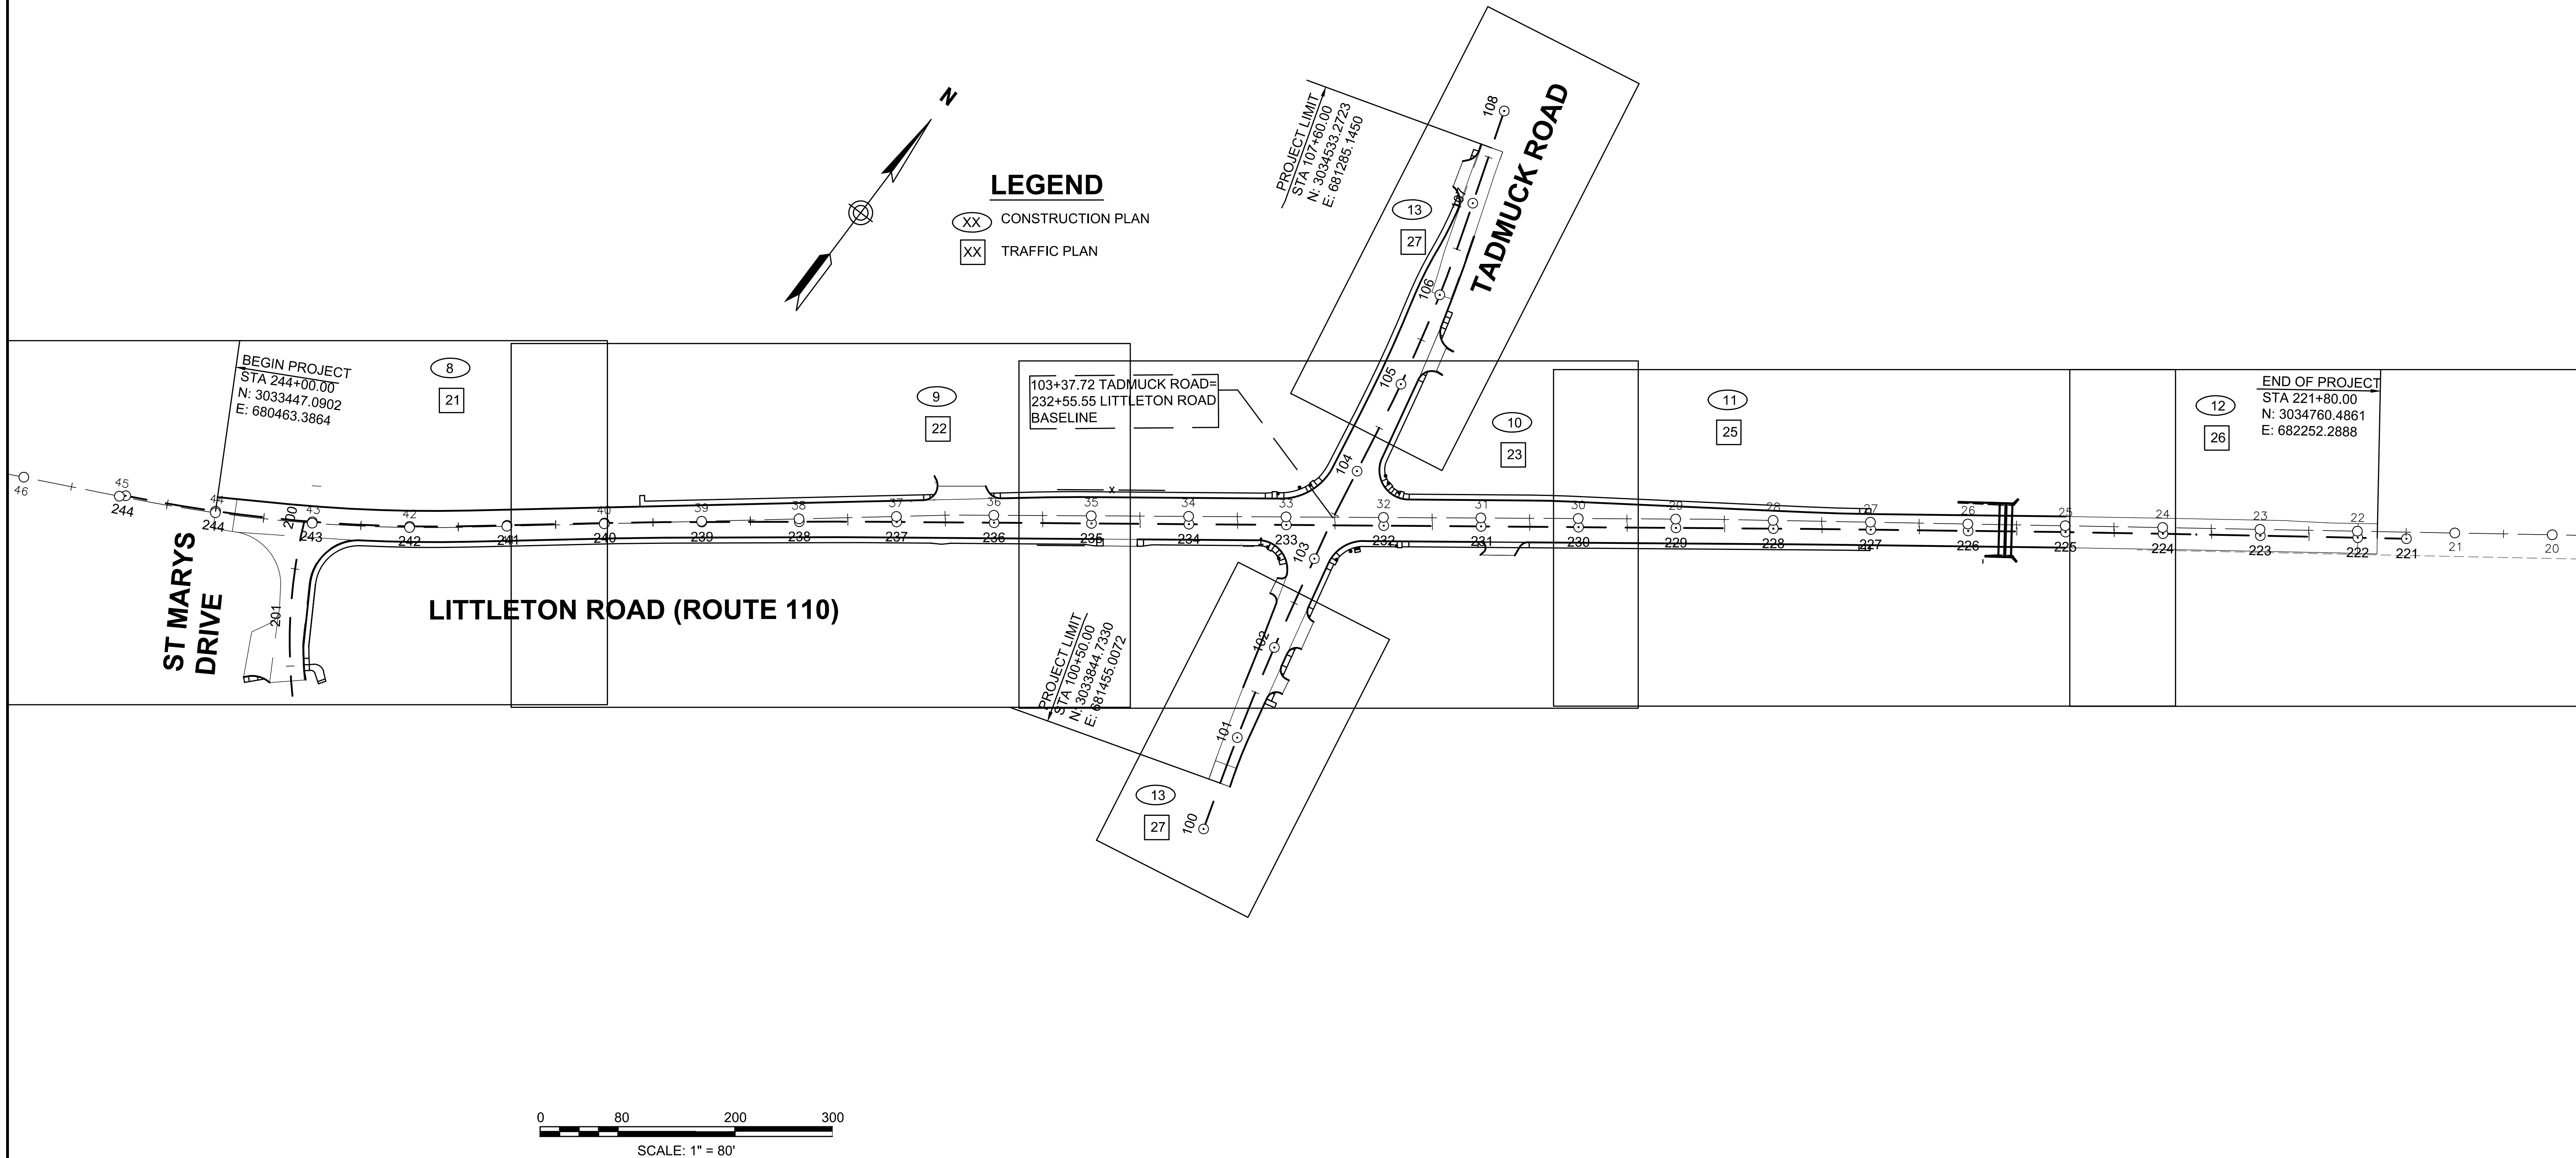 N
LEGEND
XX CONSTRUCTION PLAN
XX TRAFFIC PLAN
PROJECT LIMIT
STA 107+60.00
N: 3034533.2723
E: 681285.1450
TADMUCK ROAD
108
107
106
105
104
103
102
101
100
13
27
BEGIN PROJECT
STA 244+00.00
N: 3033447.0902
E: 680463.3864
8
21
9
22
103+37.72 TADMUCK ROAD=
232+55.55 LITTLETON ROAD
BASELINE
10
23
11
25
12
26
END OF PROJECT
STA 221+80.00
N: 3034760.4861
E: 682252.2888
46 45 44 43 42 40 39 38 37 36 35 34 33 32 31 30 29 28 27 26 25 24 23 22 21 20
244 244 243 242 241 240 239 238 237 236 235 234 233 232 231 230 229 228 227 226 225 224 223 222 221
x
200
201
ST MARYS
DRIVE
LITTLETON ROAD (ROUTE 110)
PROJECT LIMIT
STA 100+50.00
N: 3033844.7330
E: 681455.0072
13
27
0 80 200 300
SCALE: 1" = 80'